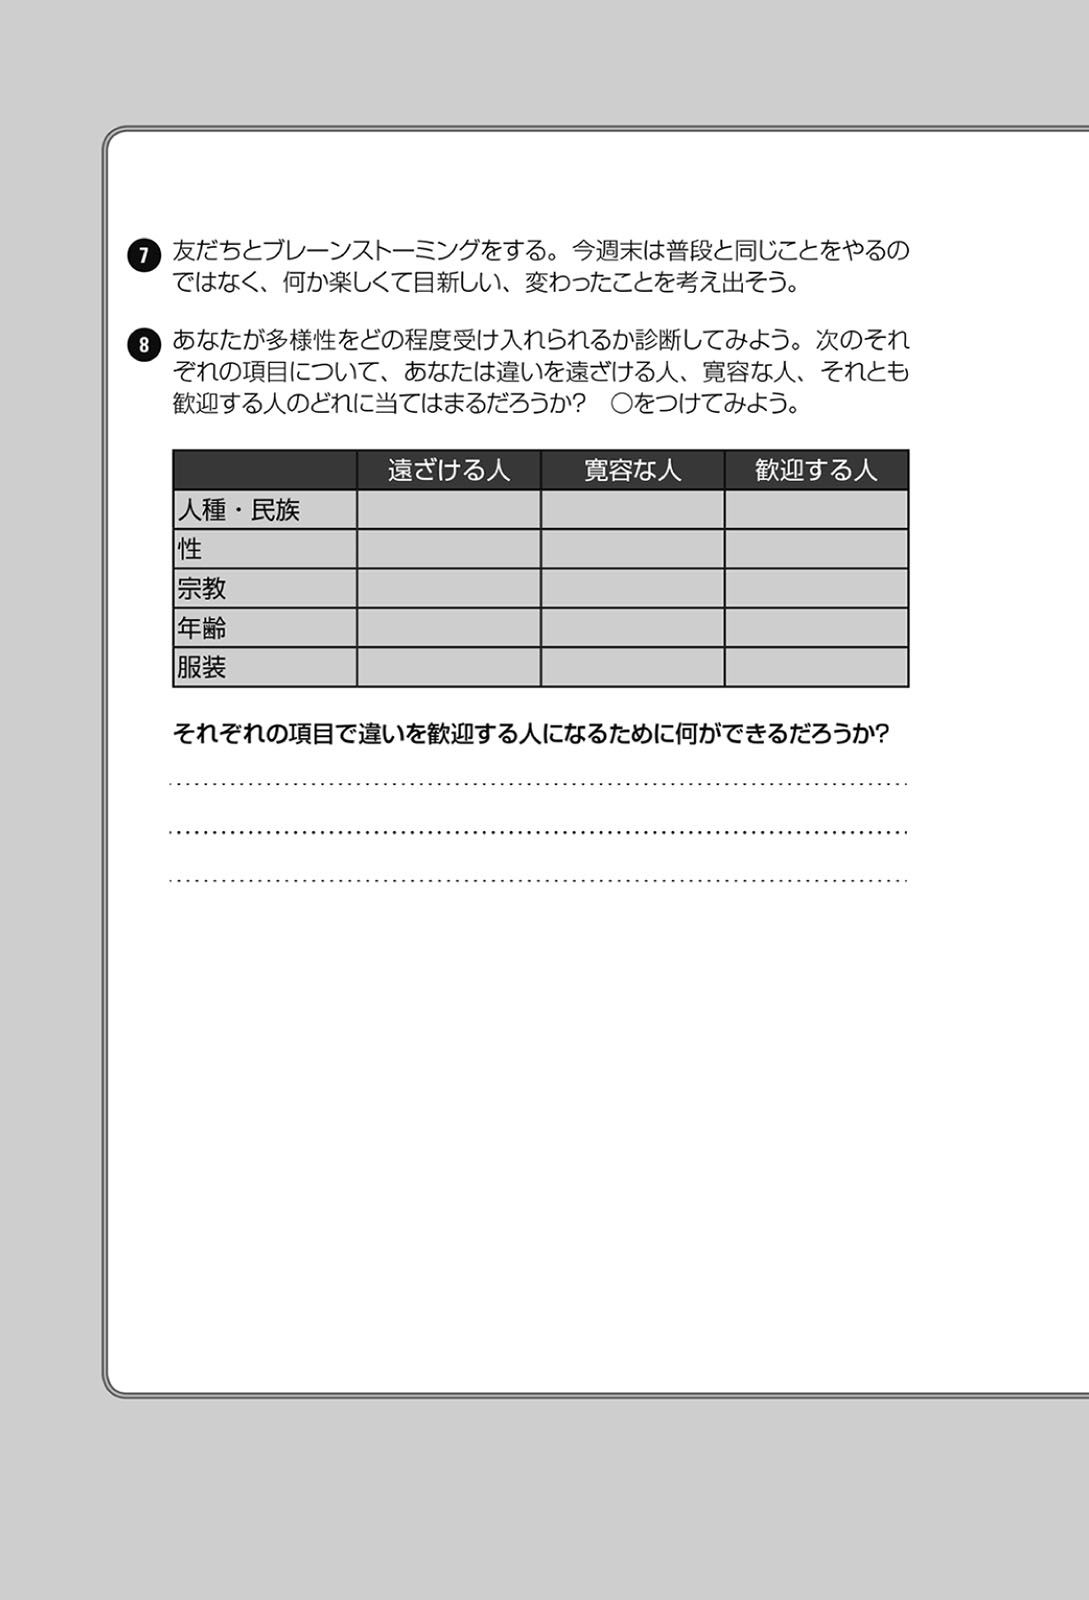 7 友だちとブレーンストーミングをする。今週末は普段と同じことをやるの
ではなく、何か楽しくて目新しい、変わったことを考え出そう。
8 あなたが多様性をどの程度受け入れられるか診断してみよう。次のそれ
ぞれの項目について、あなたは違いを遠ざける人、寛容な人、それとも
歓迎する人のどれに当てはまるだろうか?　○をつけてみよう。
遠ざける人 寛容な人 歓迎する人
人種・民族
性
宗教
年齢
服装
それぞれの項目で違いを歓迎する人になるために何ができるだろうか?